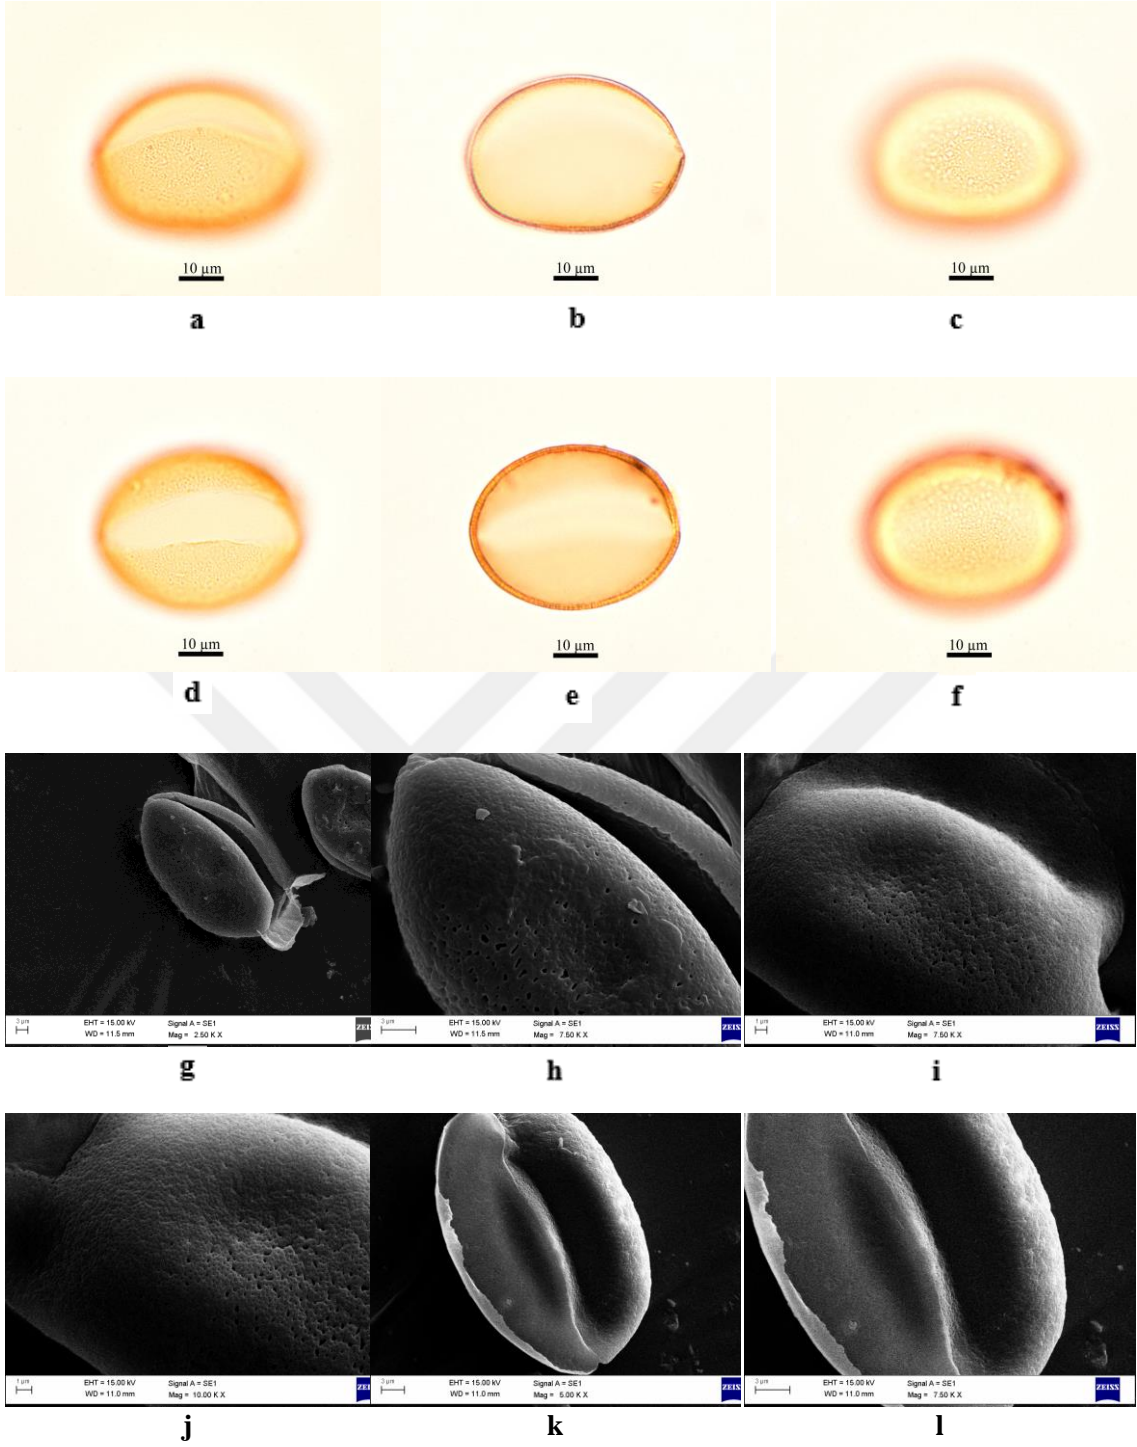 10 µm
10 µm
10 µm
a
b
c
10 µm
10 µm
10 µm
d
e
f
3 µm
EHT = 15.00 kV
WD = 11.5 mm
Signal A = SE1
Mag = 2.50 K X
ZEI
3 µm
EHT = 15.00 kV
WD = 11.5 mm
Signal A = SE1
Mag = 7.50 K X
ZEISS
1 µm
EHT = 15.00 kV
WD = 11.0 mm
Signal A = SE1
Mag = 7.50 K X
ZEISS
g
h
i
1 µm
EHT = 15.00 kV
WD = 11.0 mm
Signal A = SE1
Mag = 10.00 K X
ZEI
3 µm
EHT = 15.00 kV
WD = 11.0 mm
Signal A = SE1
Mag = 5.00 K X
ZEISS
3 µm
EHT = 15.00 kV
WD = 11.0 mm
Signal A = SE1
Mag = 7.50 K X
ZEISS
j
k
l